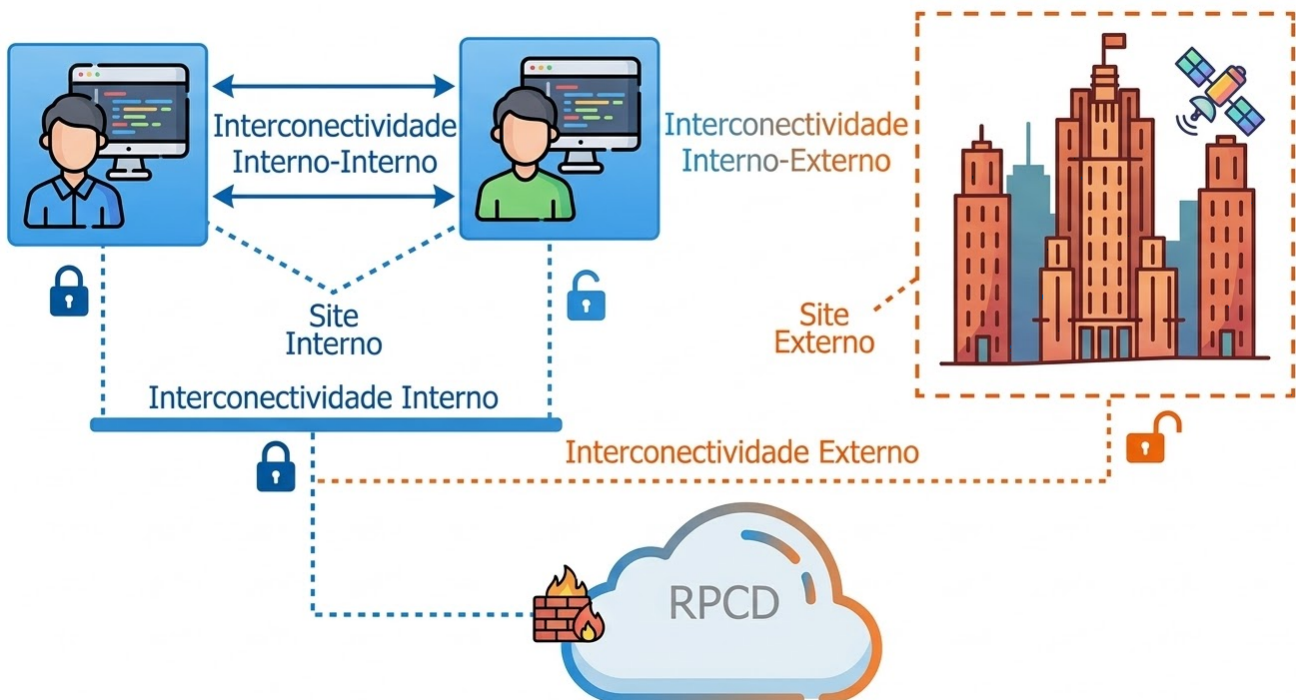 Interconectividade
Interno-Interno
Interconectividade
Interno-Externo
Site
Interno
Site
Externo
Interconectividade Interno
Interconectividade Externo
RPCD